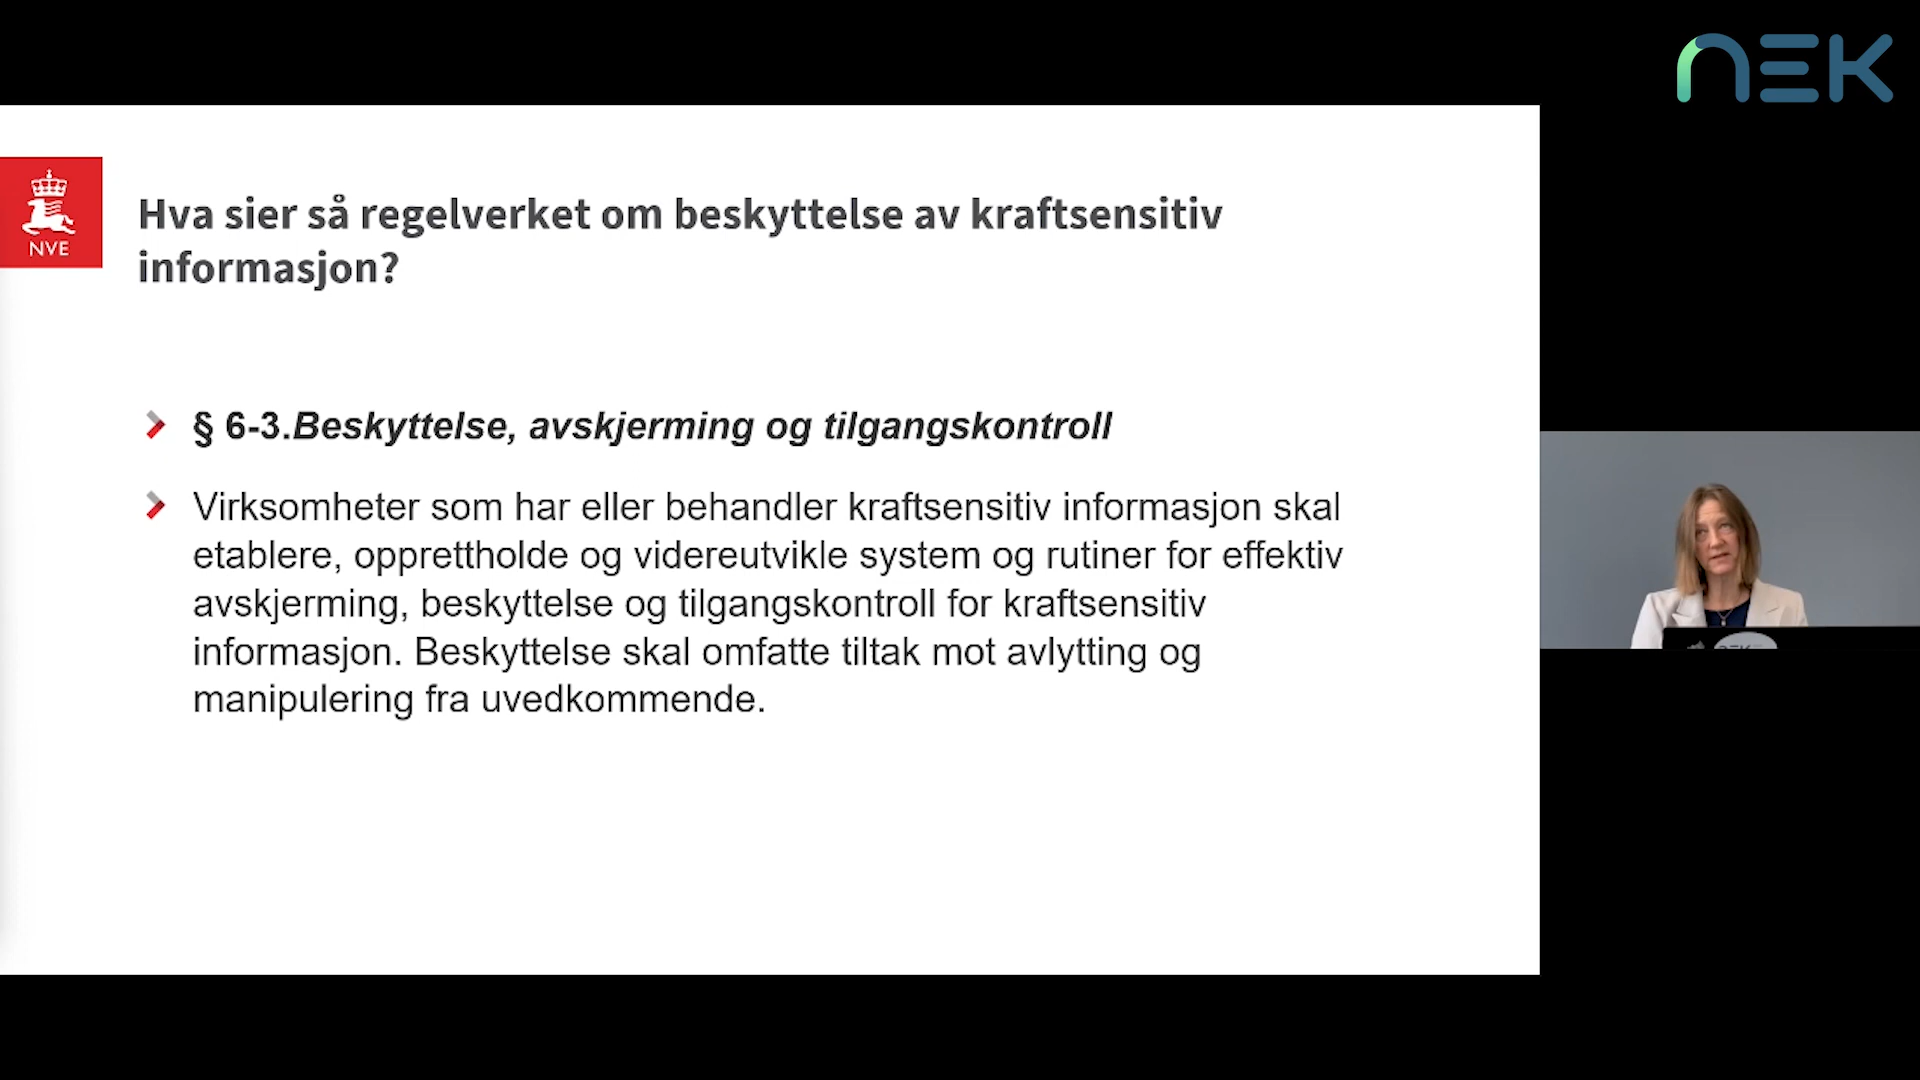 NEK
NVE
Hva sier så regelverket om beskyttelse av kraftsensitiv
informasjon?
§ 6-3.Beskyttelse, avskjerming og tilgangskontroll
Virksomheter som har eller behandler kraftsensitiv informasjon skal
etablere, opprettholde og videreutvikle system og rutiner for effektiv
avskjerming, beskyttelse og tilgangskontroll for kraftsensitiv
informasjon. Beskyttelse skal omfatte tiltak mot avlytting og
manipulering fra uvedkommende.